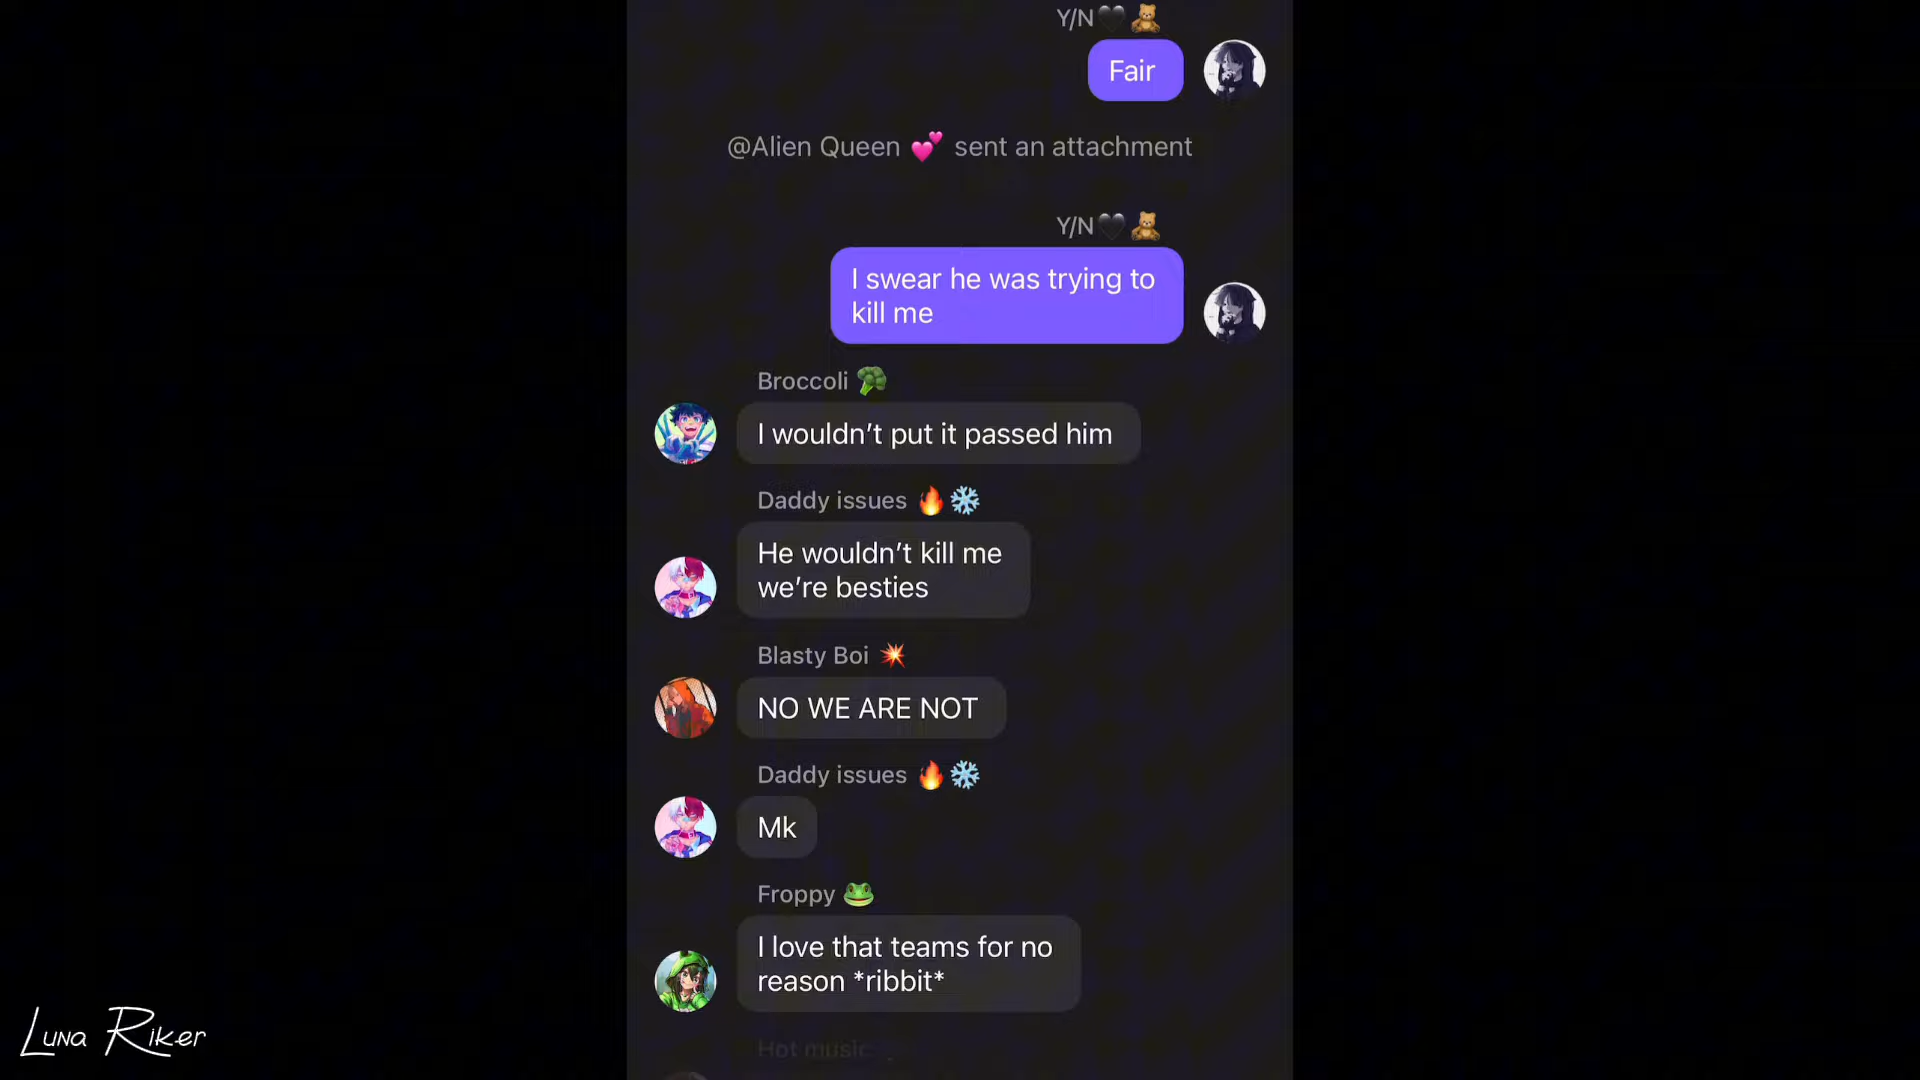 Y/N🖤🧸
Fair
@Alien Queen 💕 sent an attachment
Y/N🖤🧸
I swear he was trying to
kill me
Broccoli 🥦
I wouldn’t put it passed him
Daddy issues 🔥❄️
He wouldn’t kill me
we’re besties
Blasty Boi 💥
NO WE ARE NOT
Daddy issues 🔥❄️
Mk
Froppy 🐸
I love that teams for no
reason *ribbit*
Hot music
Luna Riker